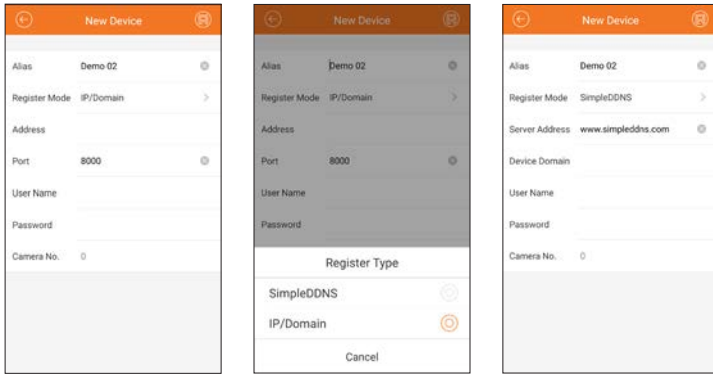 New Device
Alias Demo 02
Register Mode IP/Domain
Address
Port 8000
User Name
Password
Camera No. 0
New Device
Alias Demo 02
Register Mode IP/Domain
Address
Port 8000
User Name
Password
Register Type
SimpleDDNS
IP/Domain
Cancel
New Device
Alias Demo 02
Register Mode SimpleDDNS
Server Address www.simpleddns.com
Device Domain
User Name
Password
Camera No. 0